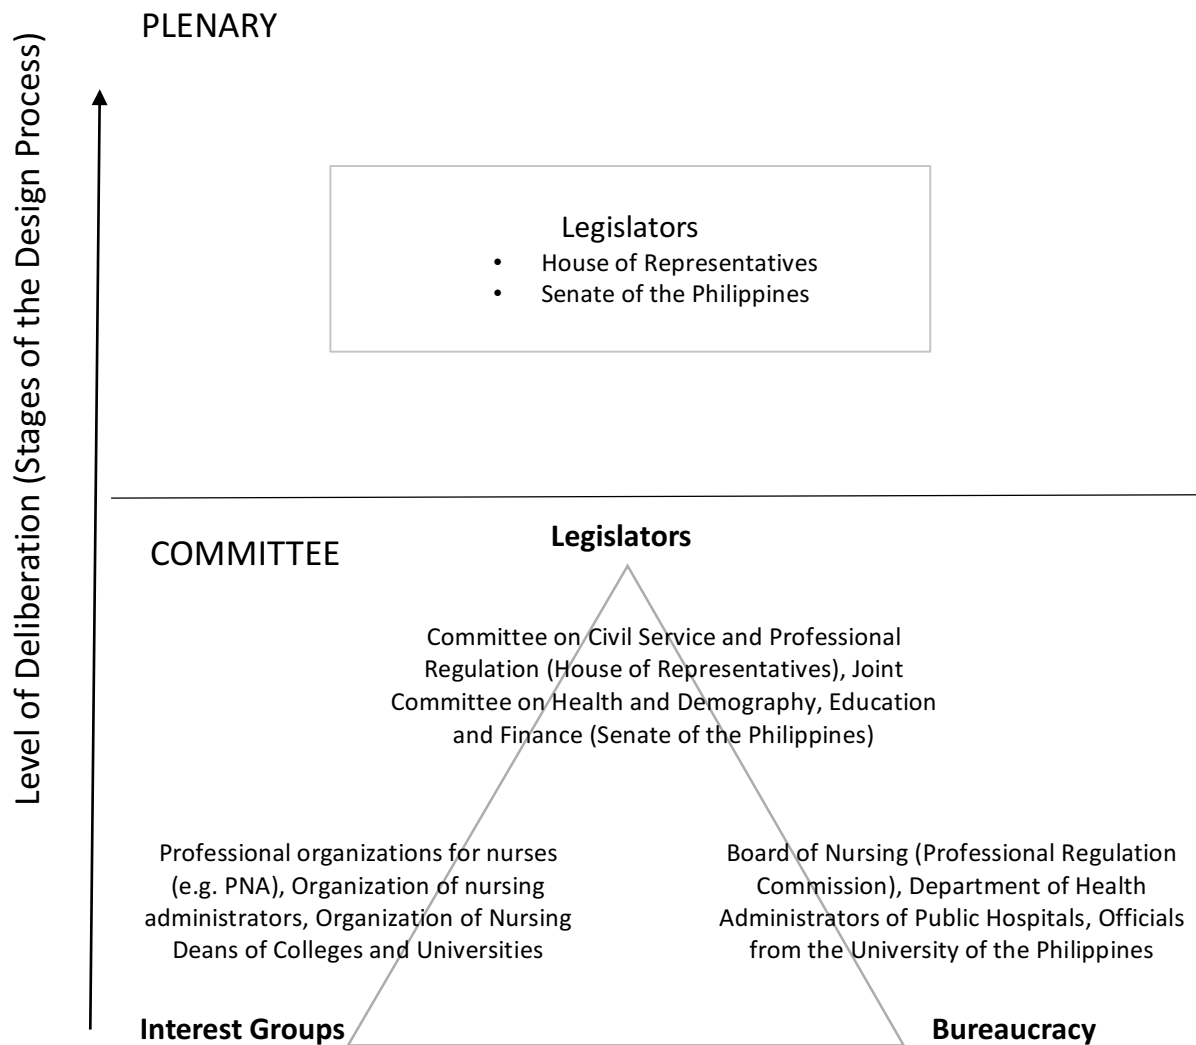 PLENARY
Level of Deliberation (Stages of the Design Process)
Legislators
• House of Representatives
• Senate of the Philippines
COMMITTEE
Legislators
Committee on Civil Service and Professional
Regulation (House of Representatives), Joint
Committee on Health and Demography, Education
and Finance (Senate of the Philippines)
Professional organizations for nurses
(e.g. PNA), Organization of nursing
administrators, Organization of Nursing
Deans of Colleges and Universities
Board of Nursing (Professional Regulation
Commission), Department of Health
Administrators of Public Hospitals, Officials
from the University of the Philippines
Interest Groups
Bureaucracy